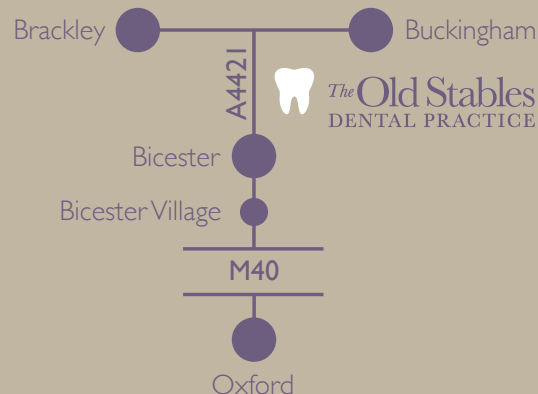 Brackley
Buckingham
A4421
The Old Stables
DENTAL PRACTICE
Bicester
Bicester Village
M40
Oxford